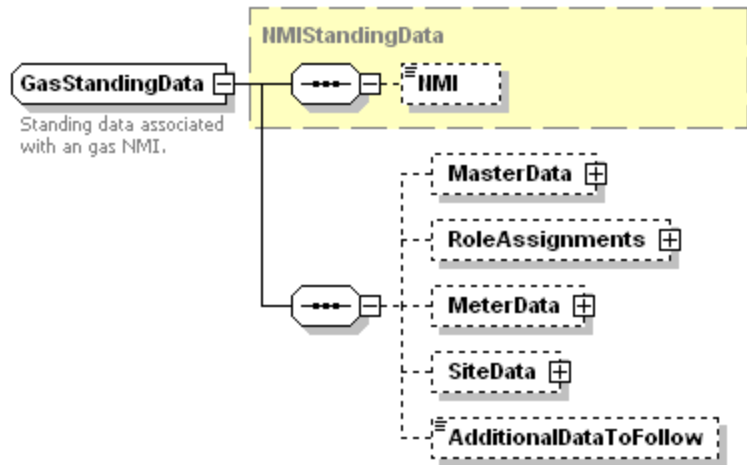 NMIStandingData
GasStandingData
NMI
Standing data associated
with an gas NMI.
MasterData
RoleAssignments
MeterData
SiteData
AdditionalDataToFollow